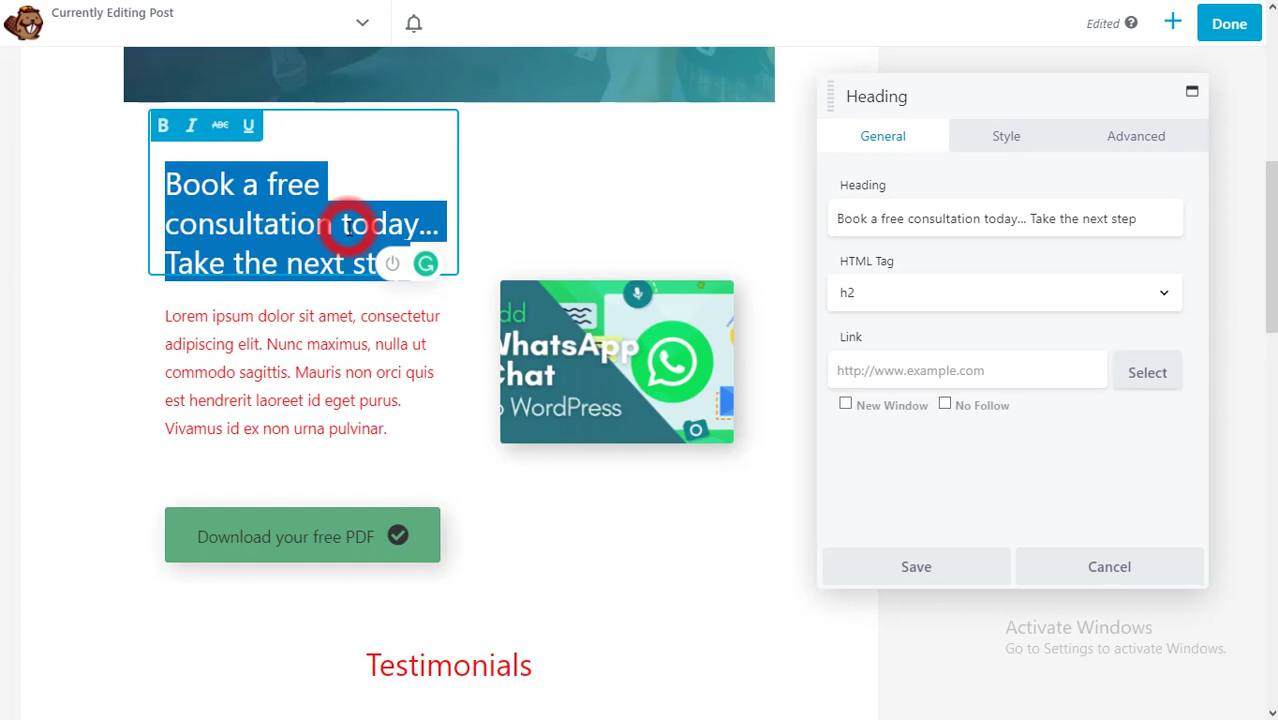 Currently Editing Post
Edited
Done
B I ABC U
Book a free
consultation today...
Take the next st
Lorem ipsum dolor sit amet, consectetur
adipiscing elit. Nunc maximus, nulla ut
commodo sagittis. Mauris non orci quis
est hendrerit laoreet id eget purus.
Vivamus id ex non urna pulvinar.
dd
WhatsApp
Chat
o WordPress
Download your free PDF
Testimonials
Heading
General Style Advanced
Heading
Book a free consultation today... Take the next step
HTML Tag
h2
Link
http://www.example.com
Select
New Window No Follow
Save Cancel
Activate Windows
Go to Settings to activate Windows.